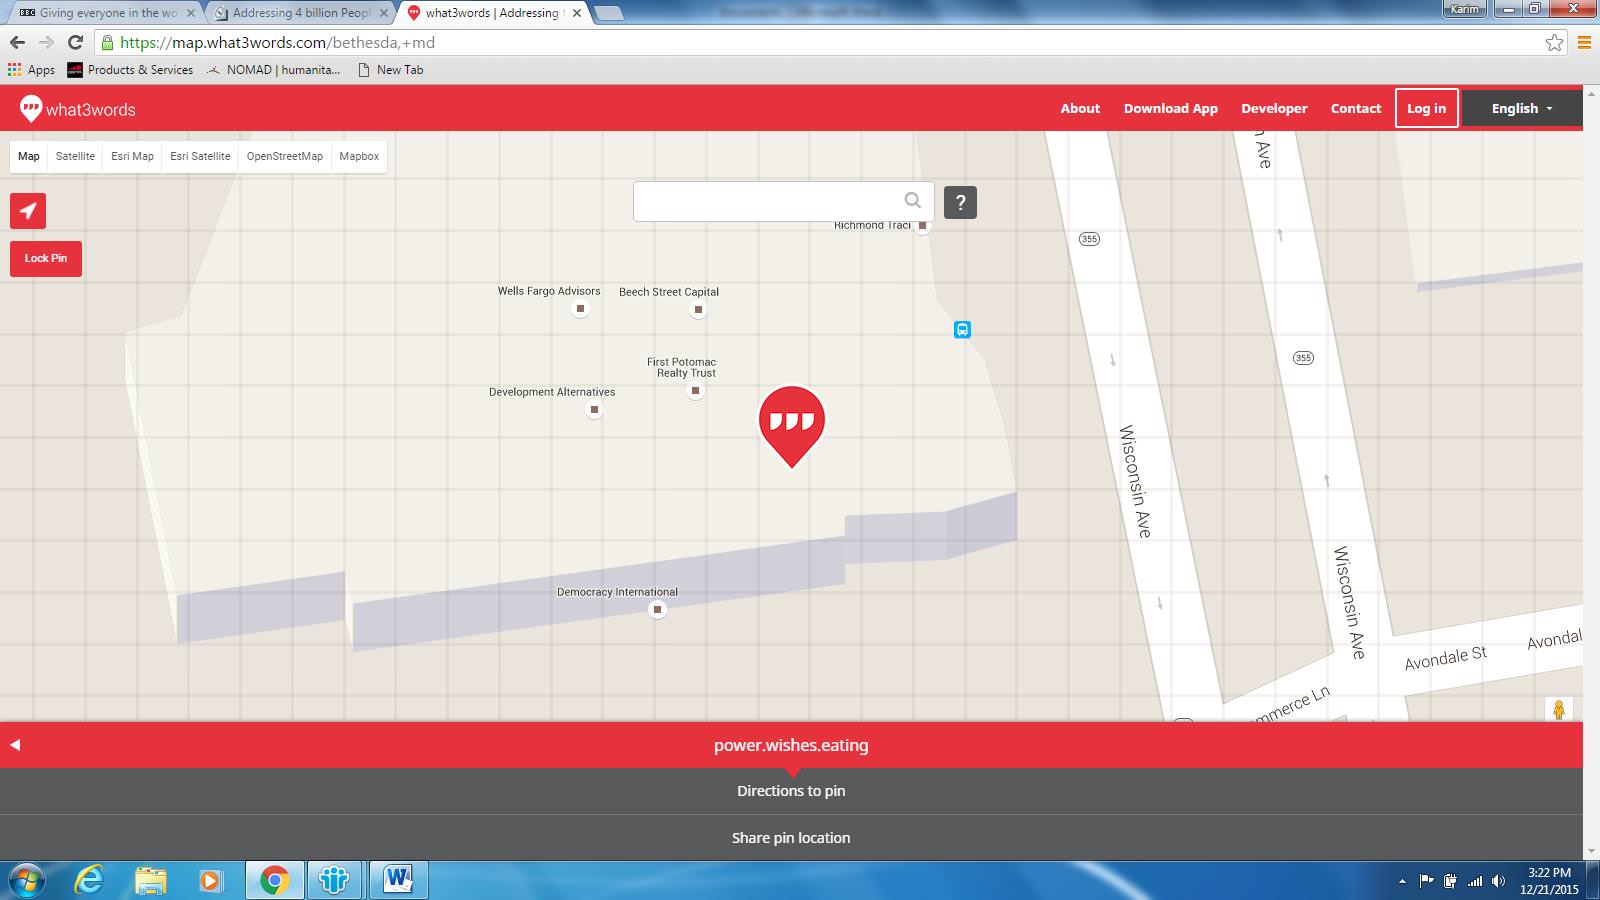 BBC Giving everyone in the wo
Addressing 4 billion Peopl
what3words | Addressing
Karim
https://map.what3words.com/bethesda,+md
Apps
Products & Services
NOMAD | humanita...
New Tab
what3words
About
Download App
Developer
Contact
Log in
English
Map
Satellite
Esri Map
Esri Satellite
OpenStreetMap
Mapbox
?
Lock Pin
Richmond Traci
Wells Fargo Advisors
Beech Street Capital
First Potomac
Realty Trust
Development Alternatives
Democracy International
355
355
n Ave
Wisconsin Ave
Wisconsin Ave
Avondale St
Avondal
mmerce Ln
power.wishes.eating
Directions to pin
Share pin location
3:22 PM
12/21/2015